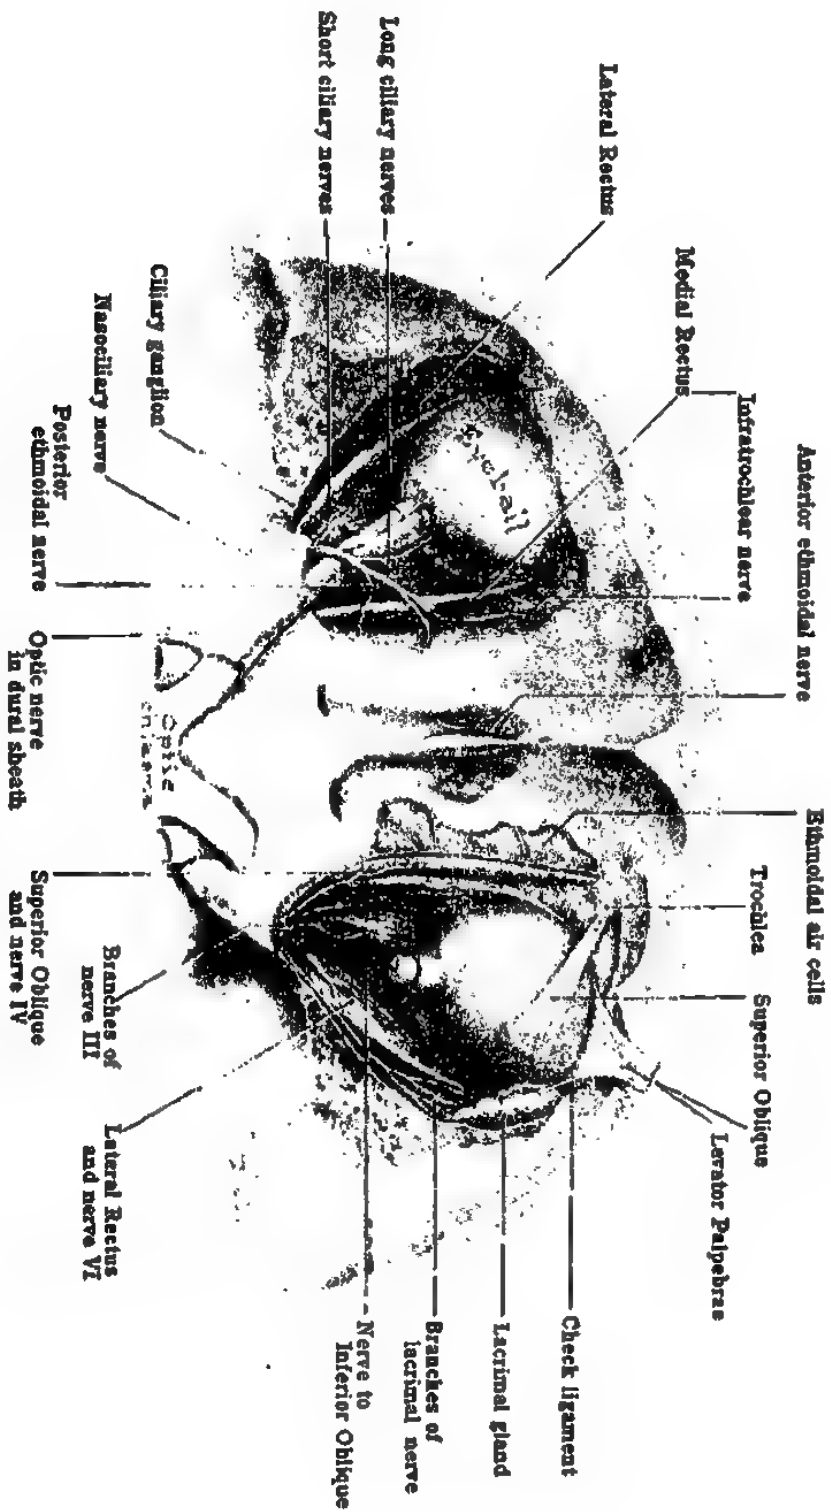 Anterior ethmoidal nerve
Ethmoidal air cells
Infratrochlear nerve
Trochlea
Medial Rectus
Superior Oblique
Lateral Rectus
Levator Palpebrae
Long ciliary nerves
Short ciliary nerves
Check ligament
Lacrimal gland
Branches of
lacrimal nerve
Nerve to
Inferior Oblique
Eyeball
Optic
chiasma
Ciliary ganglion
Nasociliary nerve
Posterior
ethmoidal nerve
Optic nerve
in dural sheath
Superior Oblique
and nerve IV
Branches of
nerve III
Lateral Rectus
and nerve VI